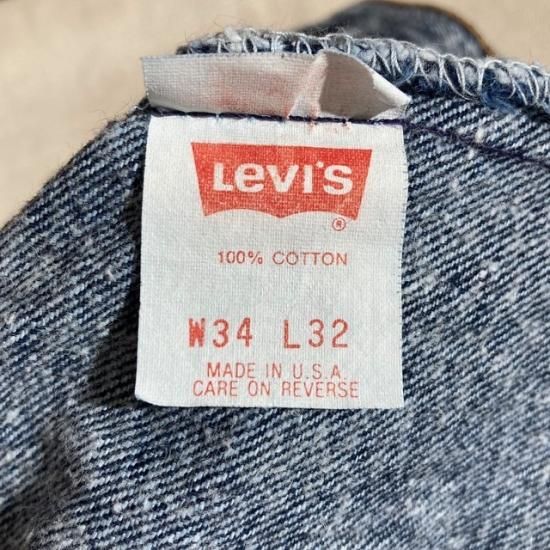 Levi's
®
100% COTTON
W34 L32
MADE IN U.S.A.
CARE ON REVERSE